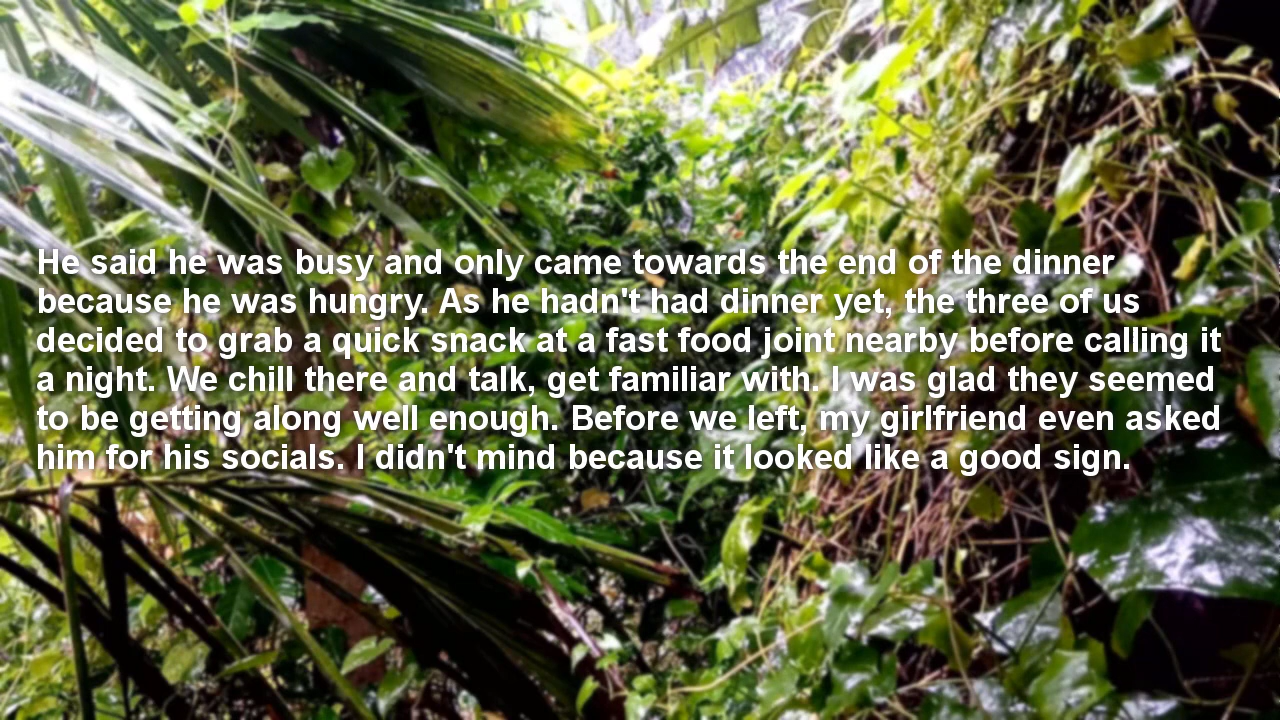 He said he was busy and only came towards the end of the dinner
because he was hungry. As he hadn't had dinner yet, the three of us
decided to grab a quick snack at a fast food joint nearby before calling it
a night. We chill there and talk, get familiar with. I was glad they seemed
to be getting along well enough. Before we left, my girlfriend even asked
him for his socials. I didn't mind because it looked like a good sign.